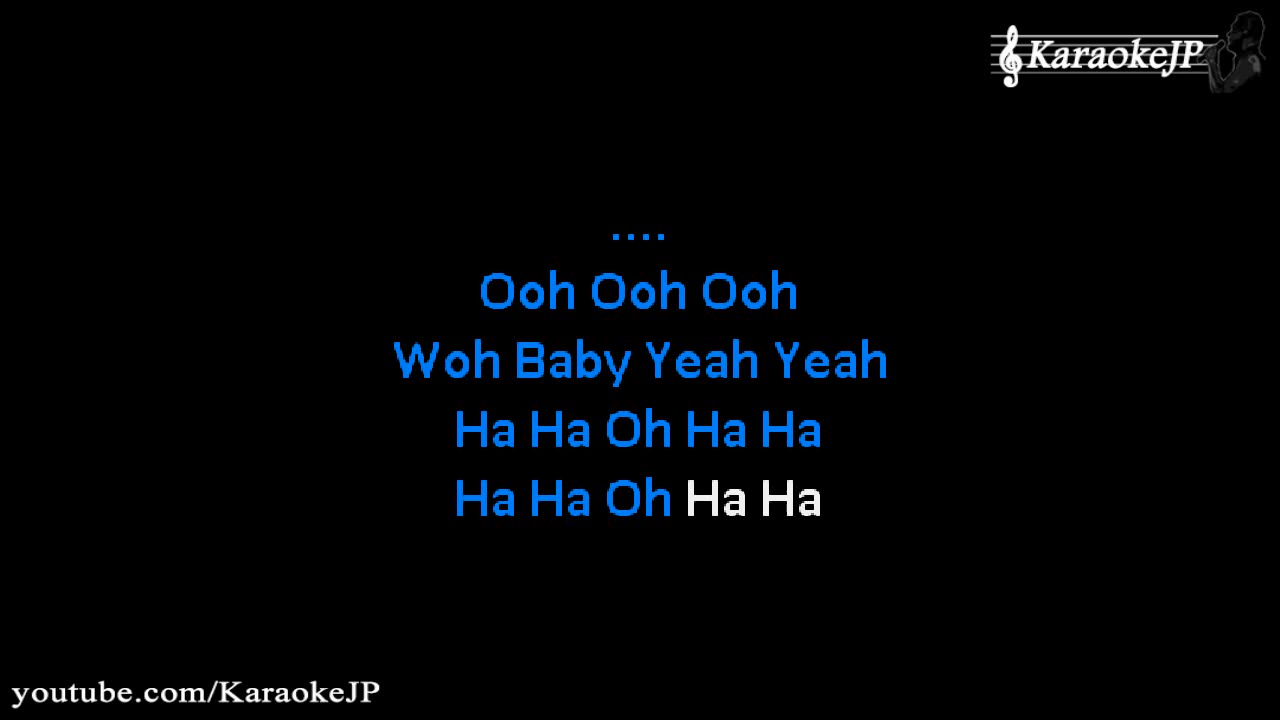 KaraokeJP
....
Ooh Ooh Ooh
Woh Baby Yeah Yeah
Ha Ha Oh Ha Ha
Ha Ha Oh Ha Ha
youtube.com/KaraokeJP